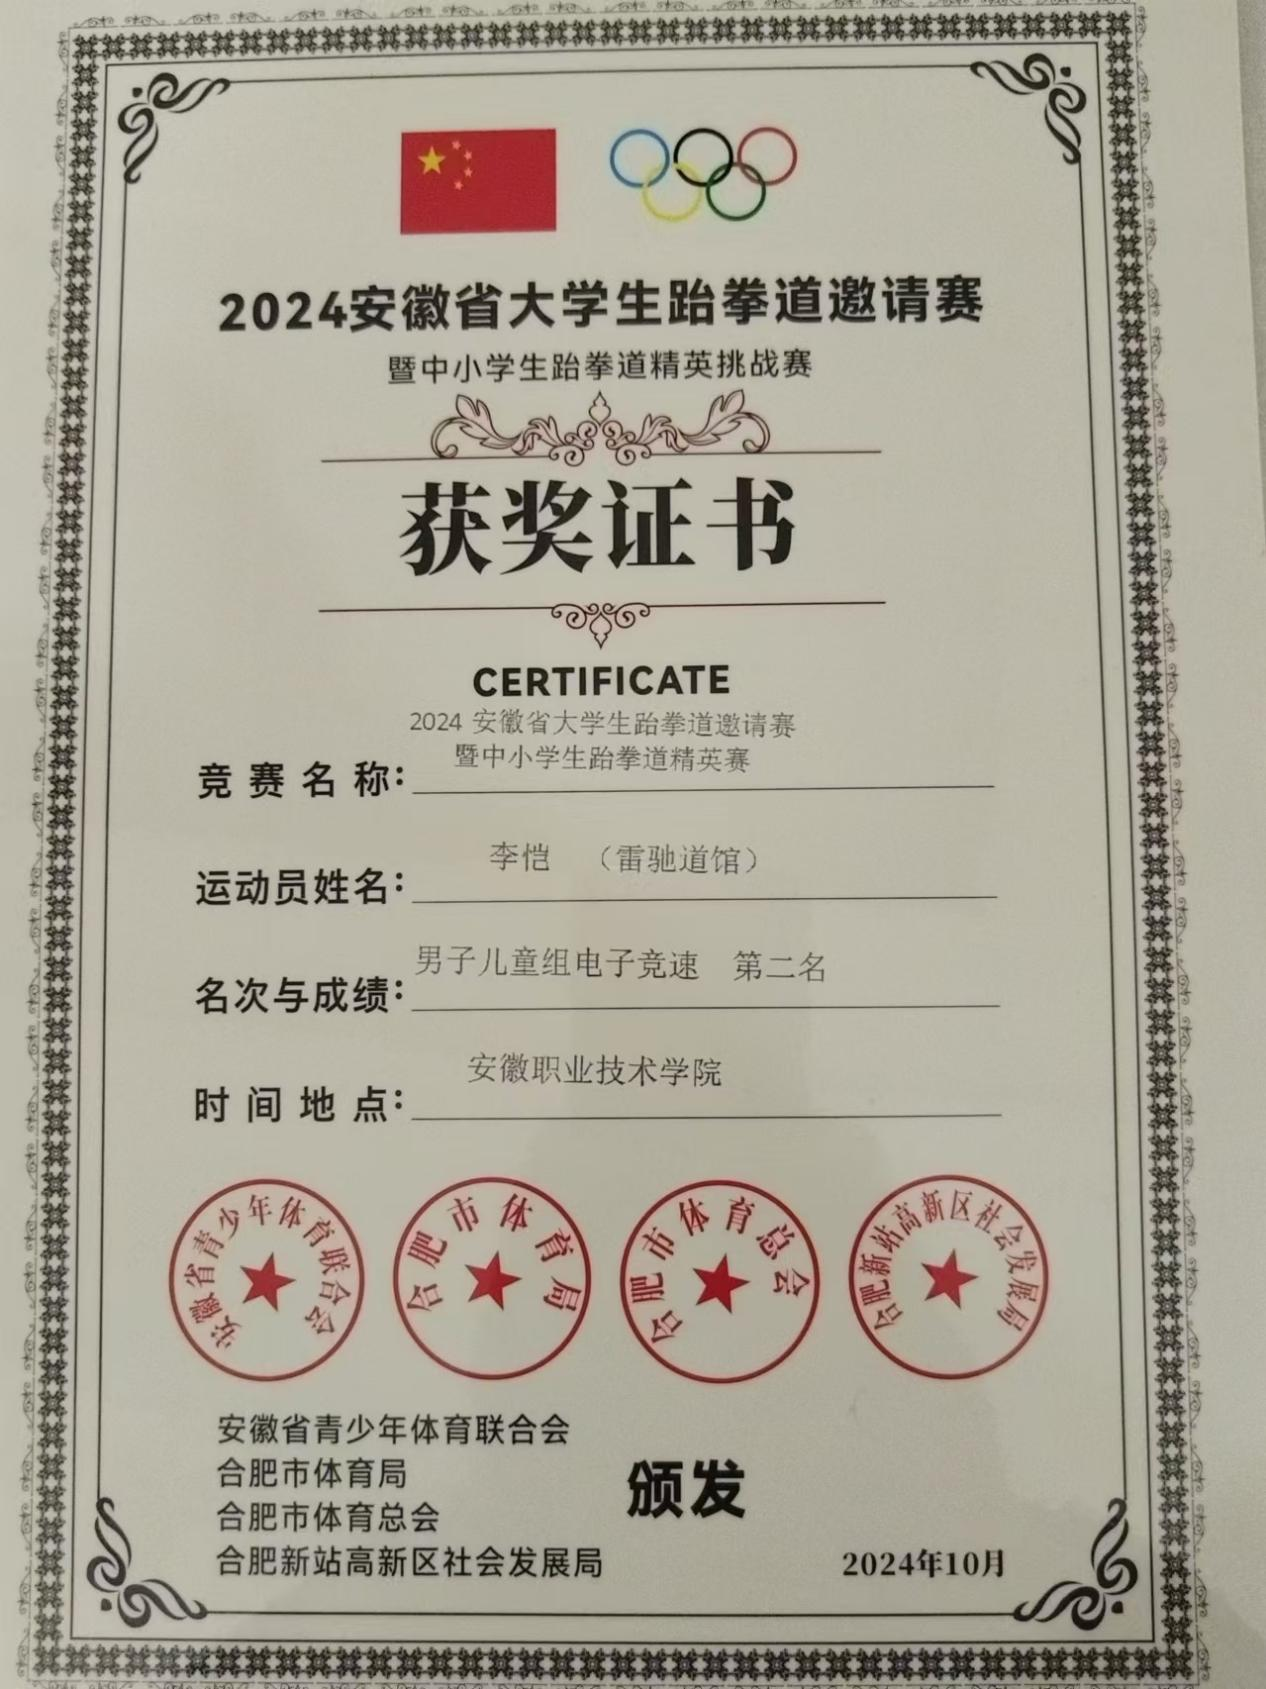 2024安徽省大学生跆拳道邀请赛
暨中小学生跆拳道精英挑战赛
获奖证书
CERTIFICATE
2024 安徽省大学生跆拳道邀请赛
暨中小学生跆拳道精英赛
竞赛名称：
运动员姓名： 李恺 （雷驰道馆）
名次与成绩： 男子儿童组电子竞速 第二名
时间地点： 安徽职业技术学院
安徽省青少年体育联合会
合肥市体育局
合肥市体育总会
合肥新站高新区社会发展局
安徽省青少年体育联合会
合肥市体育局
合肥市体育总会
合肥新站高新区社会发展局
颁发
2024年10月